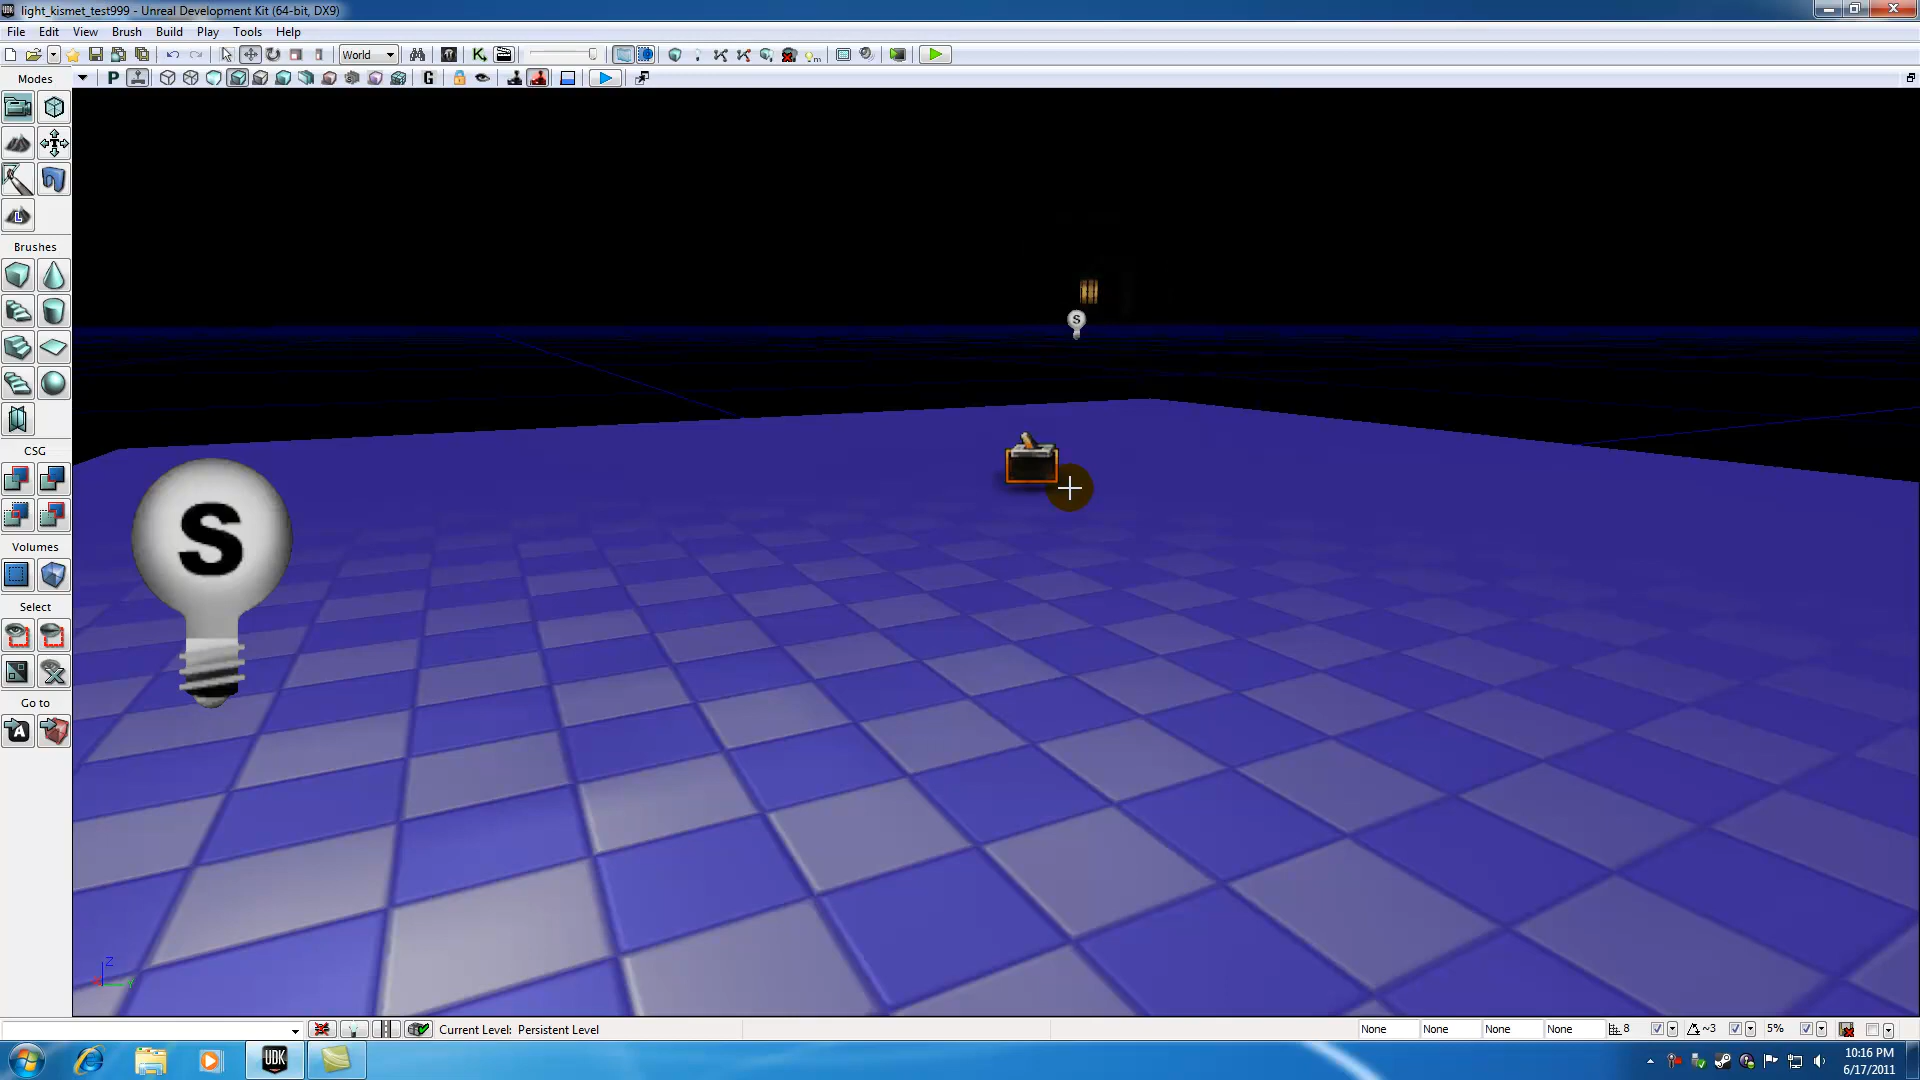 light_kismet_test999 - Unreal Development Kit (64-bit, DX9)
File Edit View Brush Build Play Tools Help
World
Modes
P
G
L
Brushes
CSG
Volumes
Select
Go to
A
S
S
Z
Current Level: Persistent Level
None None None None 8 ~3 5%
UDK
10:16 PM
6/17/2011